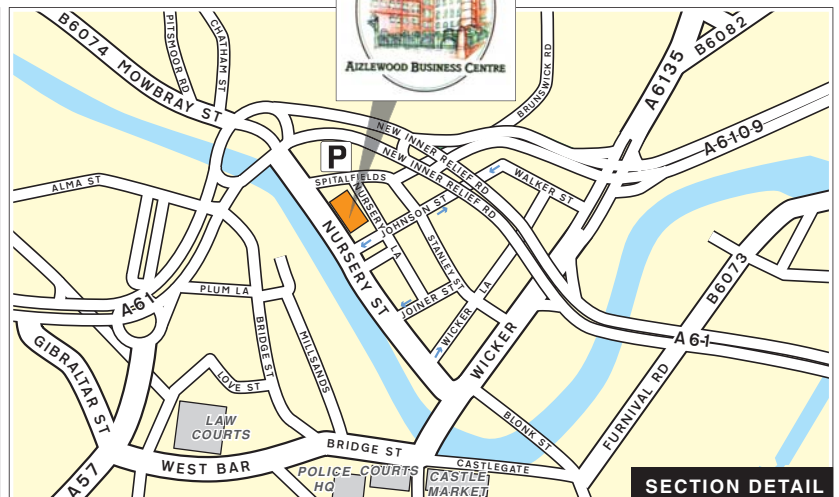 AIZLEWOOD BUSINESS CENTRE
B6074 MOWBRAY ST
PITSMOOR RD
CHATHAM ST
BRUNSWICK RD
A6135
B6082
A6109
NEW INNER RELIEF RD
NEW INNER RELIEF RD
P
SPITALFIELDS
WALKER ST
ALMA ST
NURSERY LA
JOHNSON ST
NURSERY ST
STANLEY ST
B6073
PLUM LA
A61
JOINER ST
WICKER LA
BRIDGE ST
MILLSANDS
WICKER
A61
GIBRALTAR ST
LOVE ST
FURNIVAL RD
LAW
COURTS
BLONK ST
BRIDGE ST
WEST BAR
CASTLEGATE
A57
POLICE
HQ
COURTS
CASTLE
MARKET
SECTION DETAIL